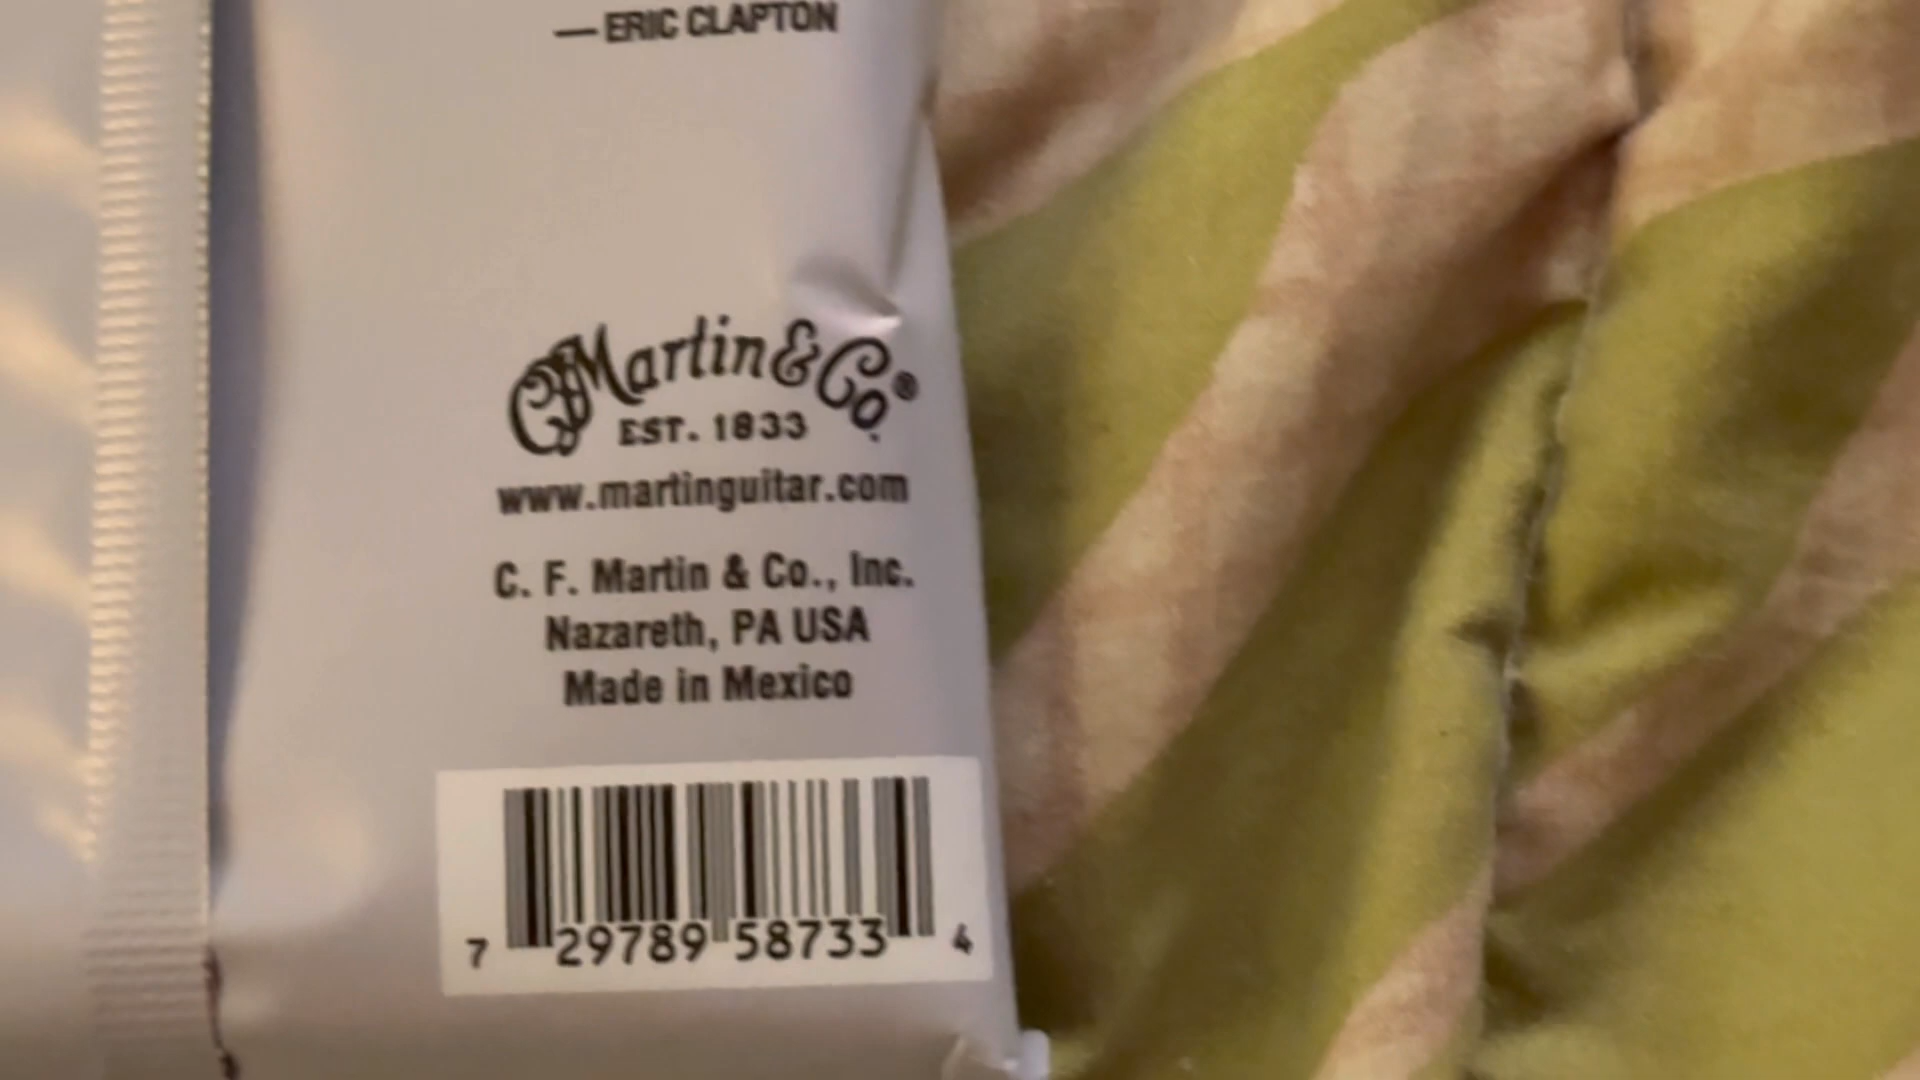 — ERIC CLAPTON
CF Martin & Co.®
EST. 1833
www.martinguitar.com
C. F. Martin & Co., Inc.
Nazareth, PA USA
Made in Mexico
7 29789 58733 4